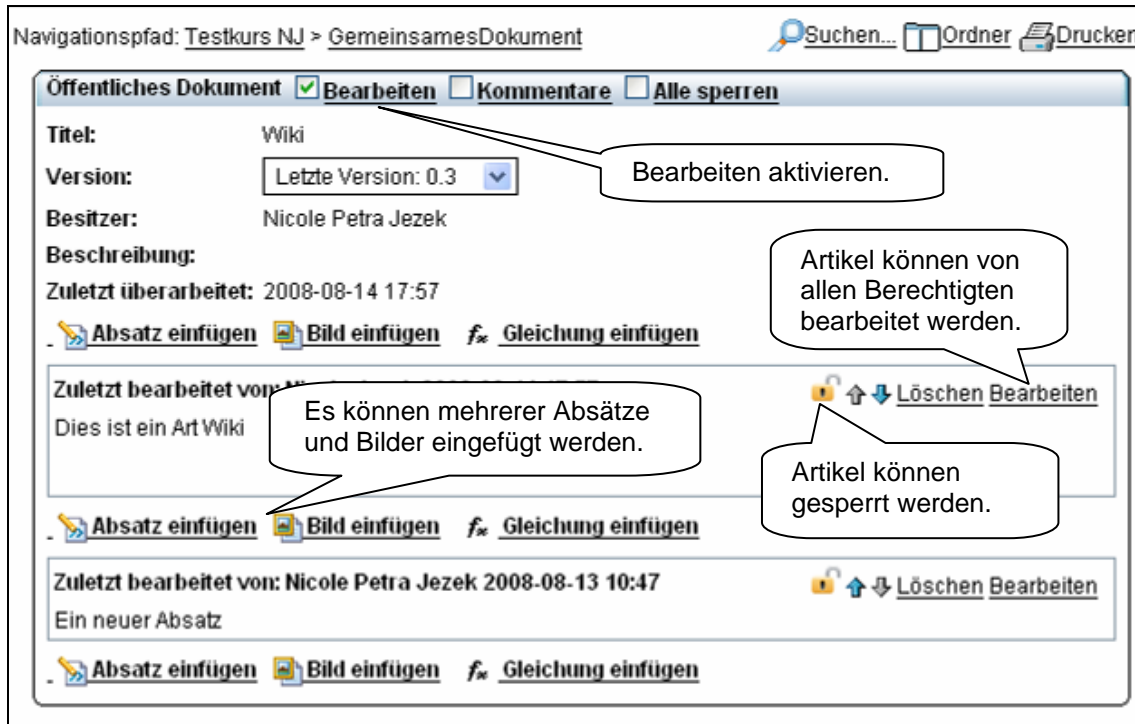 Navigationspfad: Testkurs NJ > GemeinsamesDokument Suchen... Ordner Drucken
Öffentliches Dokument Bearbeiten Kommentare Alle sperren
Titel: Wiki
Version: Letzte Version: 0.3
Bearbeiten aktivieren.
Besitzer: Nicole Petra Jezek
Beschreibung:
Zuletzt überarbeitet: 2008-08-14 17:57
Artikel können von
allen Berechtigten
bearbeitet werden.
Absatz einfügen Bild einfügen fx Gleichung einfügen
Zuletzt bearbeitet von: Löschen Bearbeiten
Dies ist ein Art Wiki
Es können mehrerer Absätze
und Bilder eingefügt werden.
Artikel können
gesperrt werden.
Absatz einfügen Bild einfügen fx Gleichung einfügen
Zuletzt bearbeitet von: Nicole Petra Jezek 2008-08-13 10:47 Löschen Bearbeiten
Ein neuer Absatz
Absatz einfügen Bild einfügen fx Gleichung einfügen